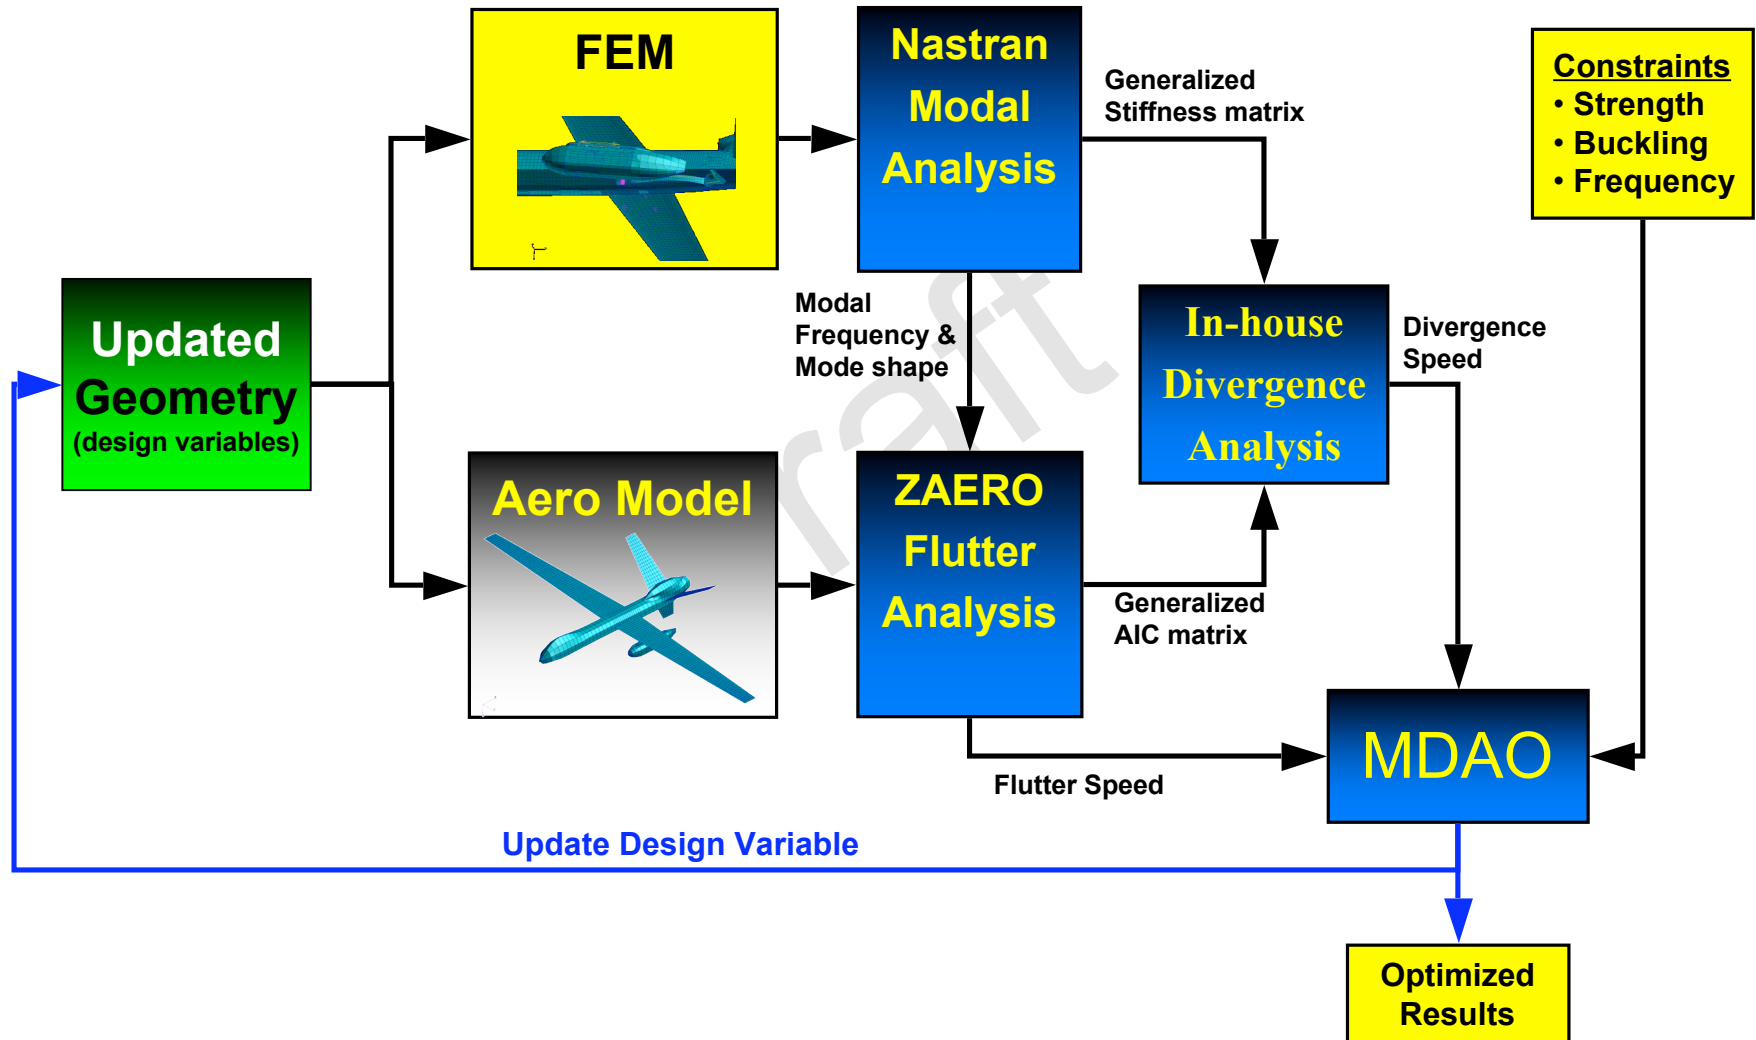 FEM
Nastran
Modal
Analysis
Generalized
Stiffness matrix
Constraints
• Strength
• Buckling
• Frequency
Updated
Geometry
(design variables)
Modal
Frequency &
Mode shape
In-house
Divergence
Analysis
Divergence
Speed
Aero Model
ZAERO
Flutter
Analysis
Generalized
AIC matrix
MDAO
Flutter Speed
Update Design Variable
Optimized
Results
raft